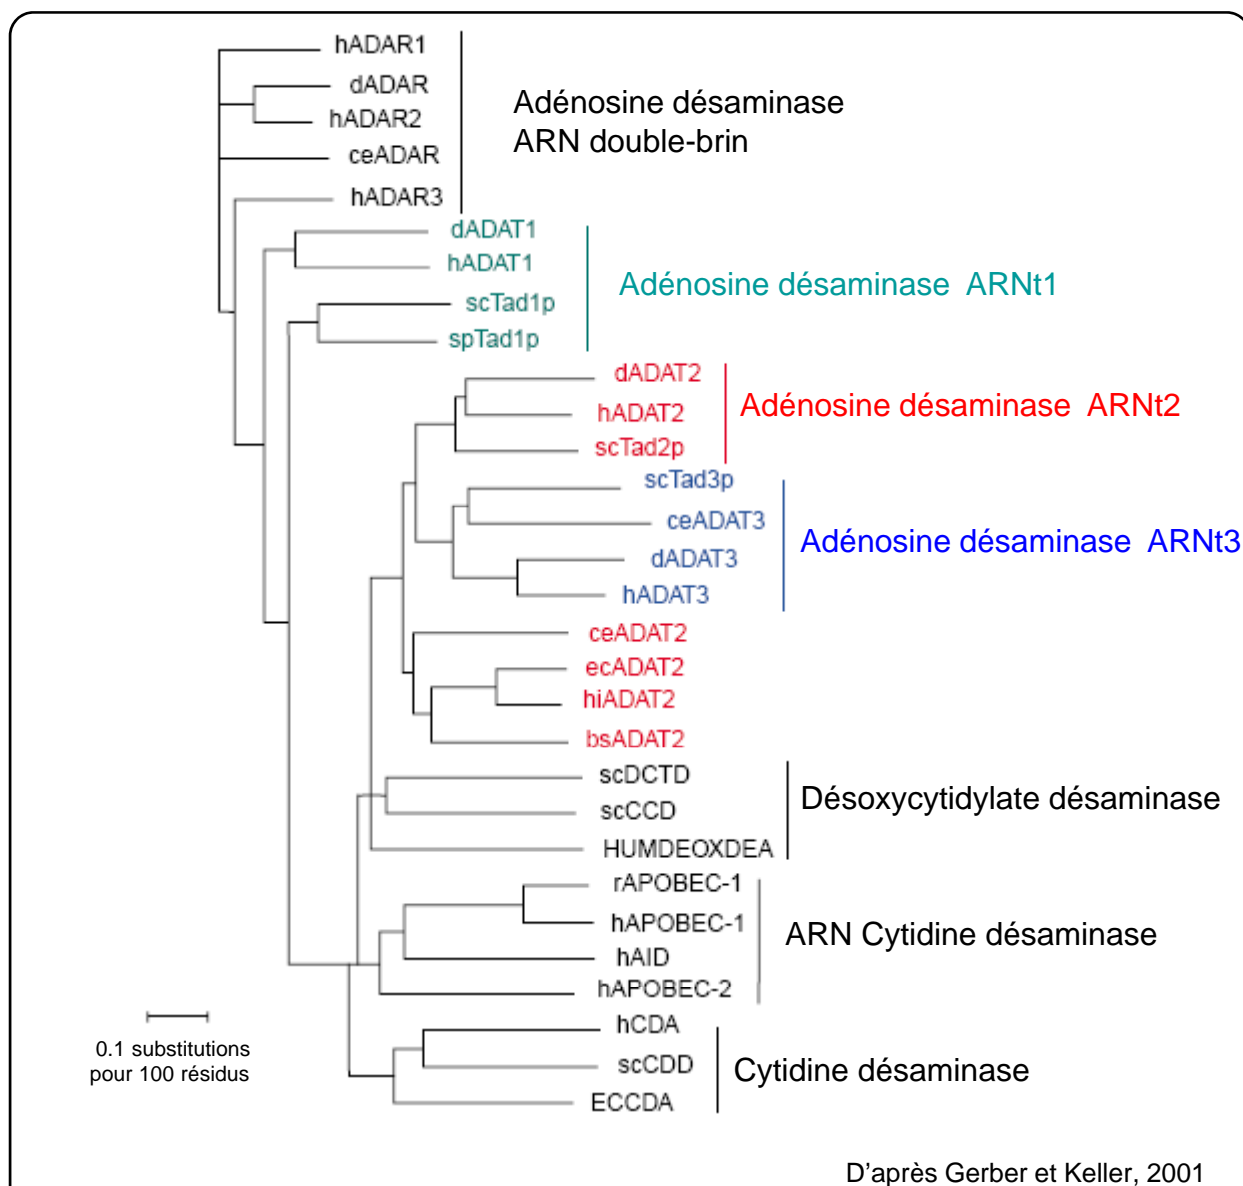 hADAR1
dADAR
hADAR2
ceADAR
hADAR3
Adénosine désaminase
ARN double-brin
dADAT1
hADAT1
scTad1p
spTad1p
Adénosine désaminase ARNt1
dADAT2
hADAT2
scTad2p
Adénosine désaminase ARNt2
scTad3p
ceADAT3
dADAT3
hADAT3
Adénosine désaminase ARNt3
ceADAT2
ecADAT2
hiADAT2
bsADAT2
scDCTD
scCCD
HUMDEOXDEA
Désoxycytidylate désaminase
rAPOBEC-1
hAPOBEC-1
hAID
hAPOBEC-2
ARN Cytidine désaminase
hCDA
scCDD
ECCDA
Cytidine désaminase
0.1 substitutions
pour 100 résidus
D'après Gerber et Keller, 2001